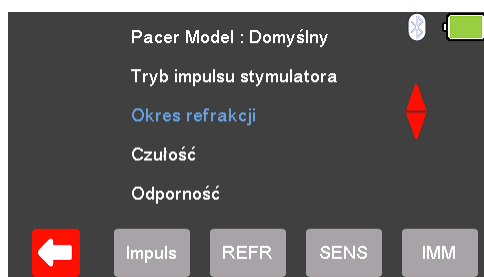 Pacer Model : Domyślny
Tryb impulsu stymulatora
Okres refrakcji
Czułość
Odporność
Impuls REFR SENS IMM